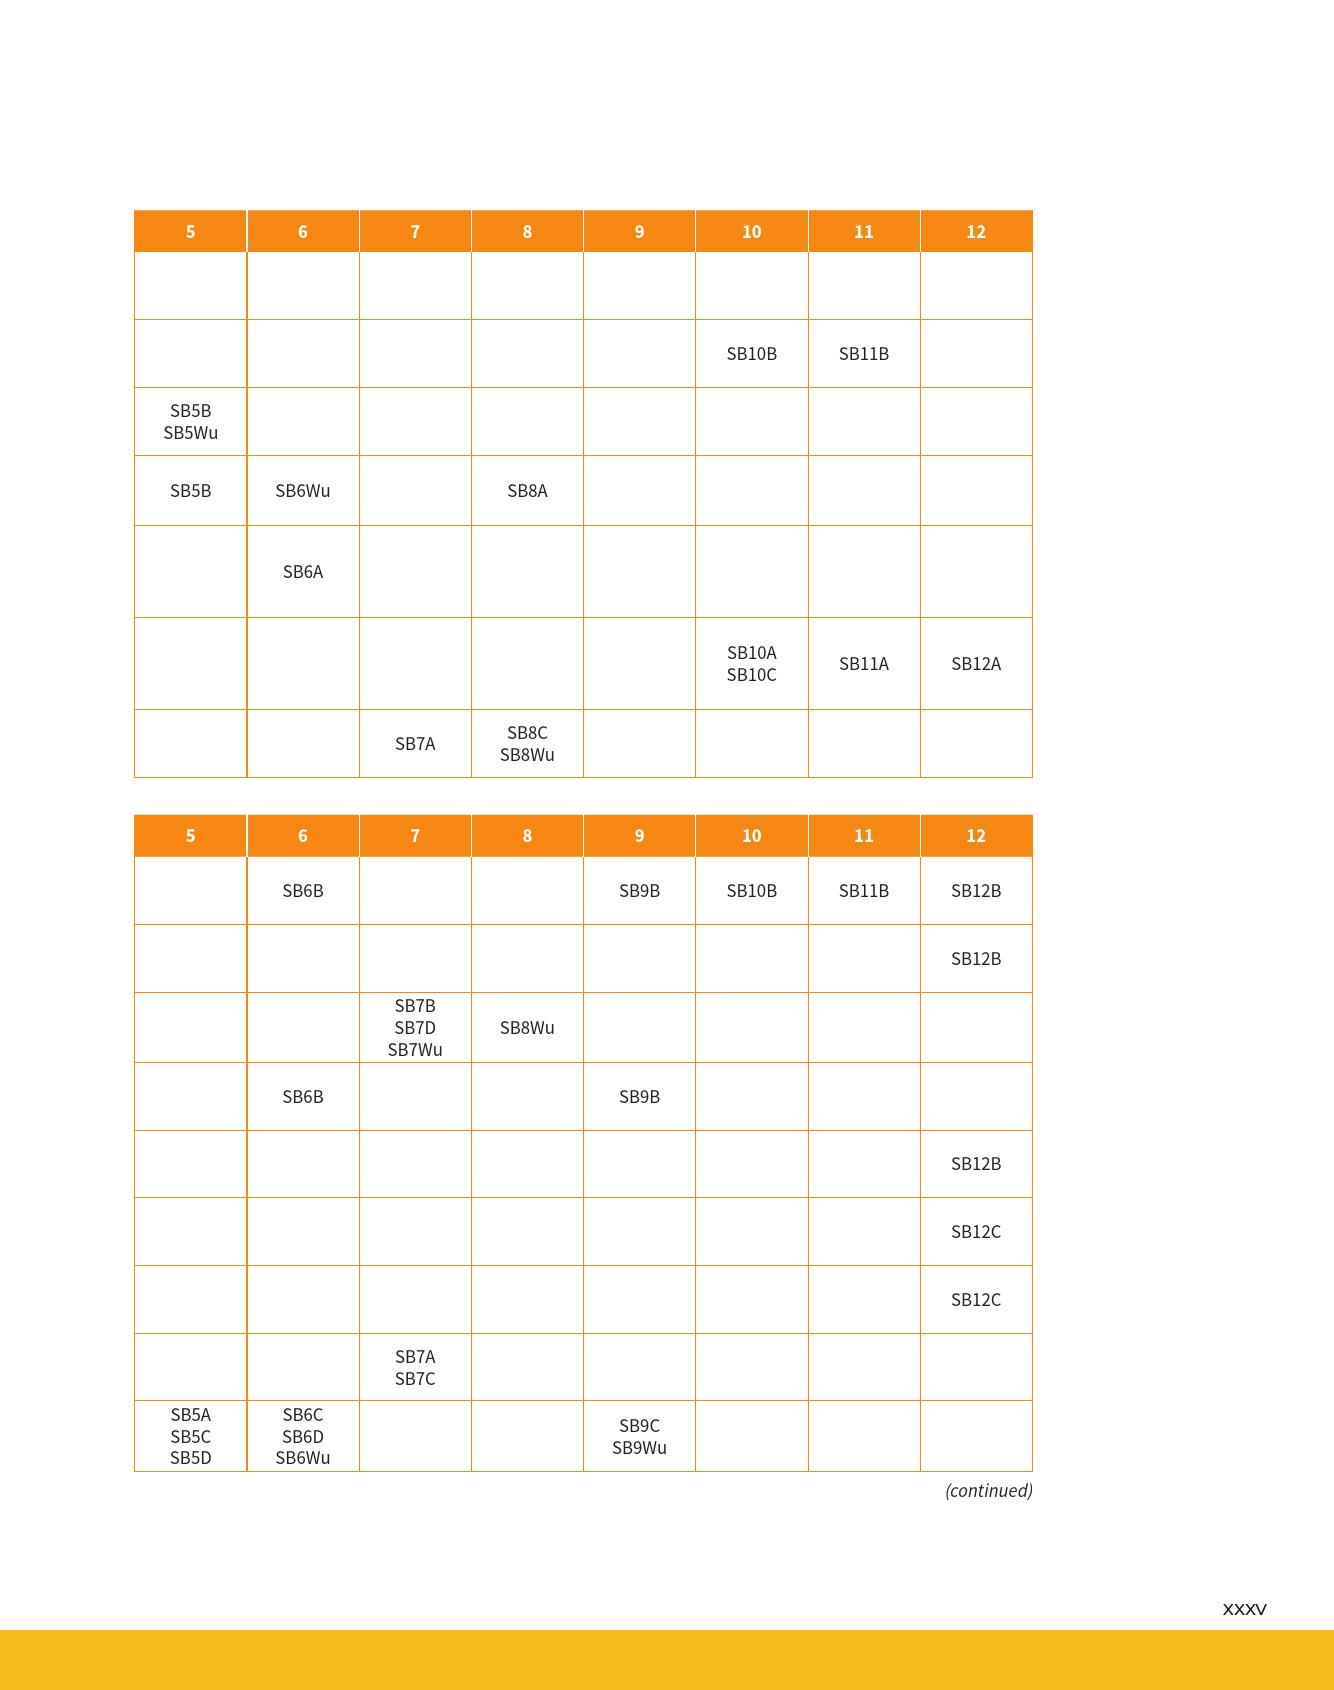 5 6 7 8 9 10 11 12
SB10B SB11B
SB5B
SB5Wu
SB5B SB6Wu SB8A
SB6A
SB10A
SB10C
SB11A SB12A
SB7A
SB8C
SB8Wu
5 6 7 8 9 10 11 12
SB6B SB9B SB10B SB11B SB12B
SB12B
SB7B
SB7D
SB7Wu
SB8Wu
SB6B SB9B
SB12B
SB12C
SB12C
SB7A
SB7C
SB5A
SB5C
SB5D
SB6C
SB6D
SB6Wu
SB9C
SB9Wu
(continued)
XXXV